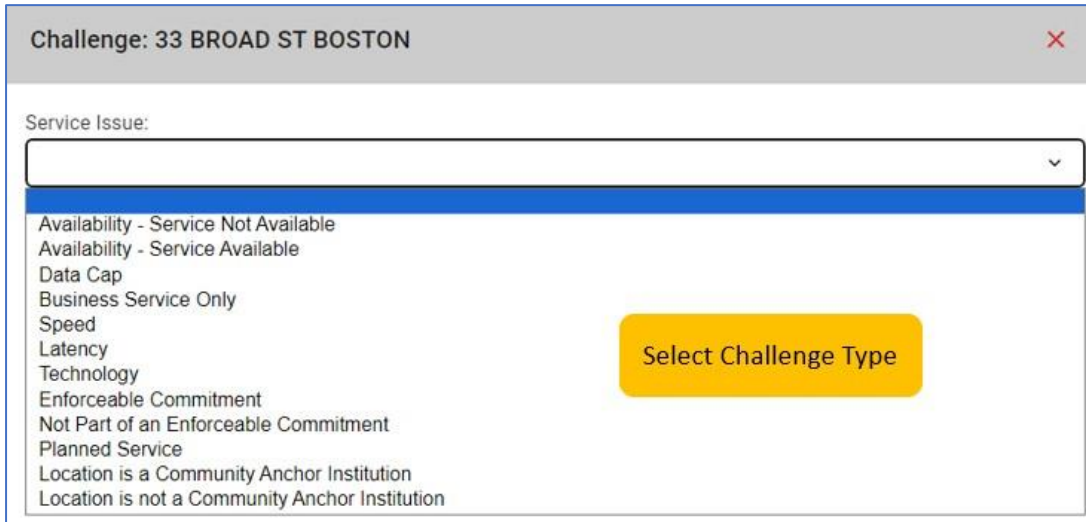 Challenge: 33 BROAD ST BOSTON
Service Issue:
Availability - Service Not Available
Availability - Service Available
Data Cap
Business Service Only
Speed
Latency
Technology
Enforceable Commitment
Not Part of an Enforceable Commitment
Planned Service
Location is a Community Anchor Institution
Location is not a Community Anchor Institution
Select Challenge Type